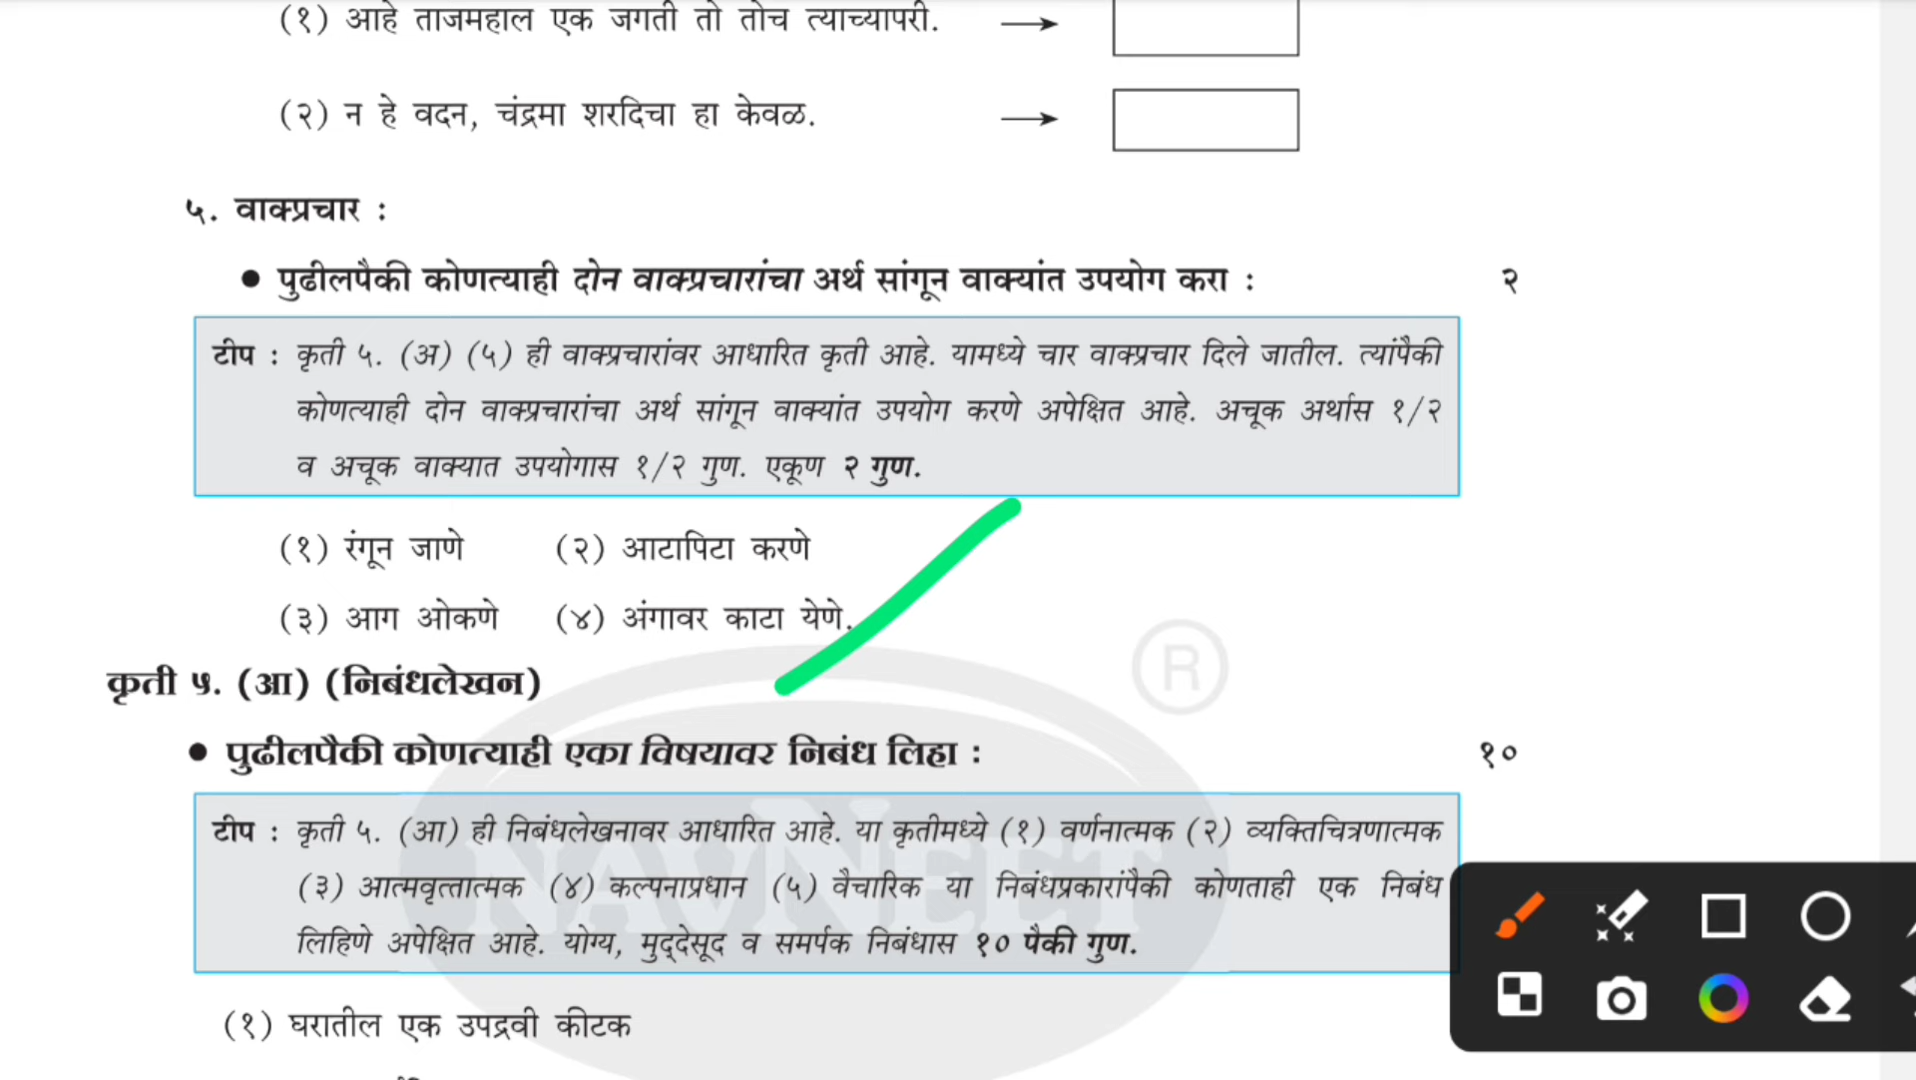 (१) आहे ताजमहाल एक जगती तो तोच त्याच्यापरी. →
(२) न हे वदन, चंद्रमा शरदिचा हा केवळ. →
५. वाक्प्रचार :
● पुढीलपैकी कोणत्याही दोन वाक्प्रचारांचा अर्थ सांगून वाक्यांत उपयोग करा : २
टीप : कृती ५. (अ) (५) ही वाक्प्रचारांवर आधारित कृती आहे. यामध्ये चार वाक्प्रचार दिले जातील. त्यांपैकी
कोणत्याही दोन वाक्प्रचारांचा अर्थ सांगून वाक्यांत उपयोग करणे अपेक्षित आहे. अचूक अर्थास १/२
व अचूक वाक्यात उपयोगास १/२ गुण. एकूण २ गुण.
(१) रंगून जाणे (२) आटापिटा करणे
(३) आग ओकणे (४) अंगावर काटा येणे.
कृती ५. (आ) (निबंधलेखन)
● पुढीलपैकी कोणत्याही एका विषयावर निबंध लिहा : १०
टीप : कृती ५. (आ) ही निबंधलेखनावर आधारित आहे. या कृतीमध्ये (१) वर्णनात्मक (२) व्यक्तिचित्रणात्मक
(३) आत्मवृत्तात्मक (४) कल्पनाप्रधान (५) वैचारिक या निबंधप्रकारांपैकी कोणताही एक निबंध
लिहिणे अपेक्षित आहे. योग्य, मुद्देसूद व समर्पक निबंधास १० पैकी गुण.
(१) घरातील एक उपद्रवी कीटक
NAVNEET
®